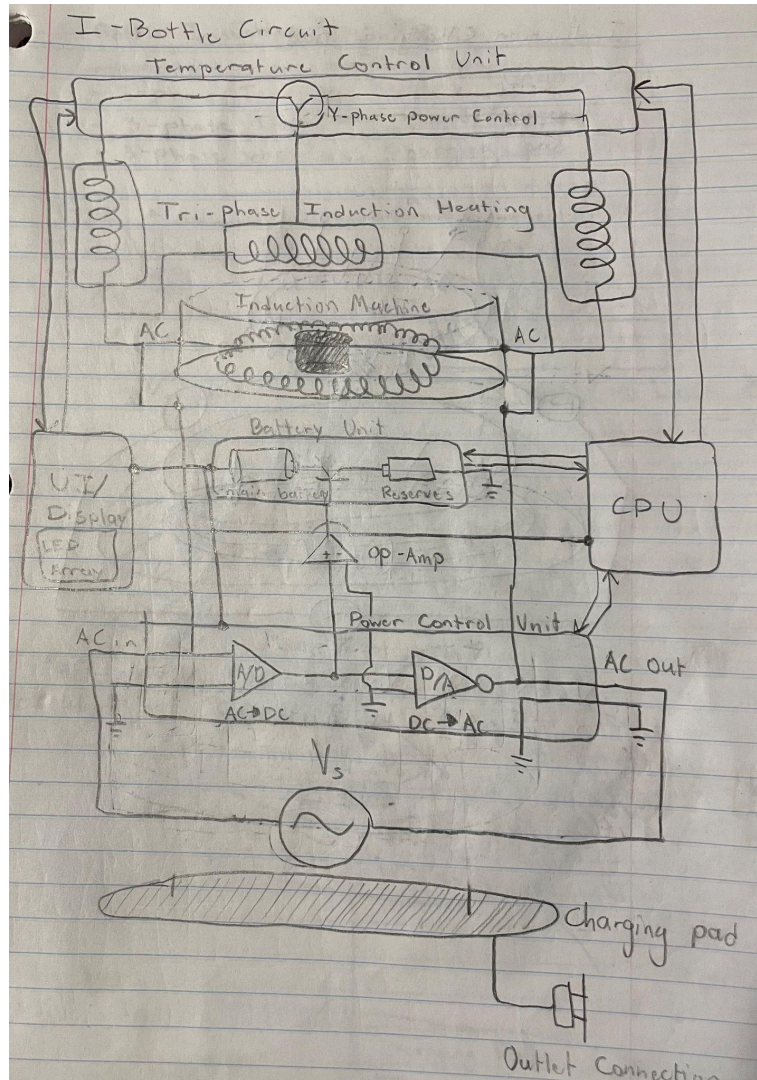 I-Bottle Circuit
Temperature Control Unit
Y
Y-phase power Control
Tri-phase Induction Heating
Induction Machine
AC
AC
Battery Unit
main battery
Reserves
UI/
Display
LED
Array
CPU
+ -
Op-Amp
Power Control Unit
AC in
A/D
D/A
AC Out
AC→DC
DC→AC
Vs
Charging pad
Outlet Connection